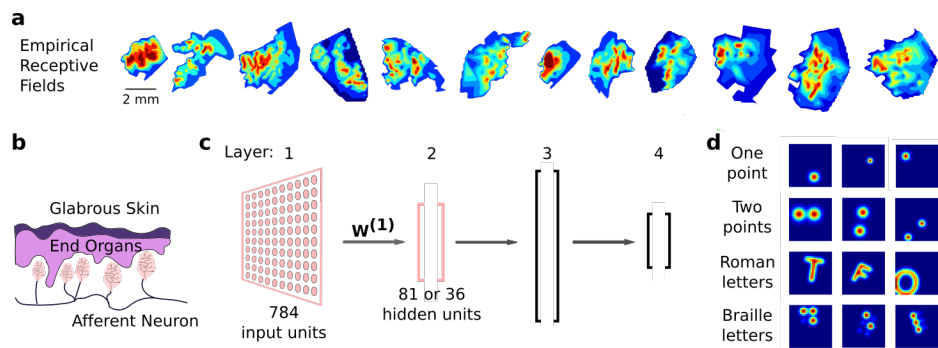 a
Empirical
Receptive
Fields
2 mm
b
Glabrous Skin
End Organs
Afferent Neuron
c
Layer: 1 2 3 4
W(1)
784
input units
81 or 36
hidden units
d
One
point
Two
points
Roman
letters
Braille
letters
T F O